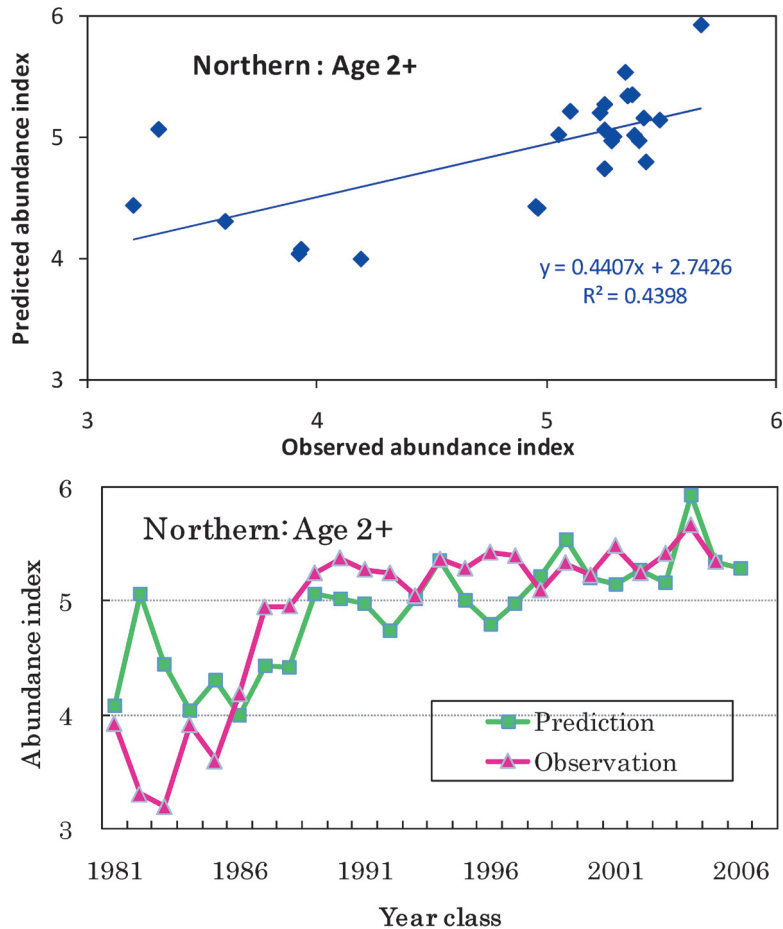 6
Northern : Age 2+
5
Predicted abundance index
4
y = 0.4407x + 2.7426
R² = 0.4398
3
3 4 5 6
Observed abundance index
6
Northern: Age 2+
5
Abundance index
4
Prediction
Observation
3
1981 1986 1991 1996 2001 2006
Year class